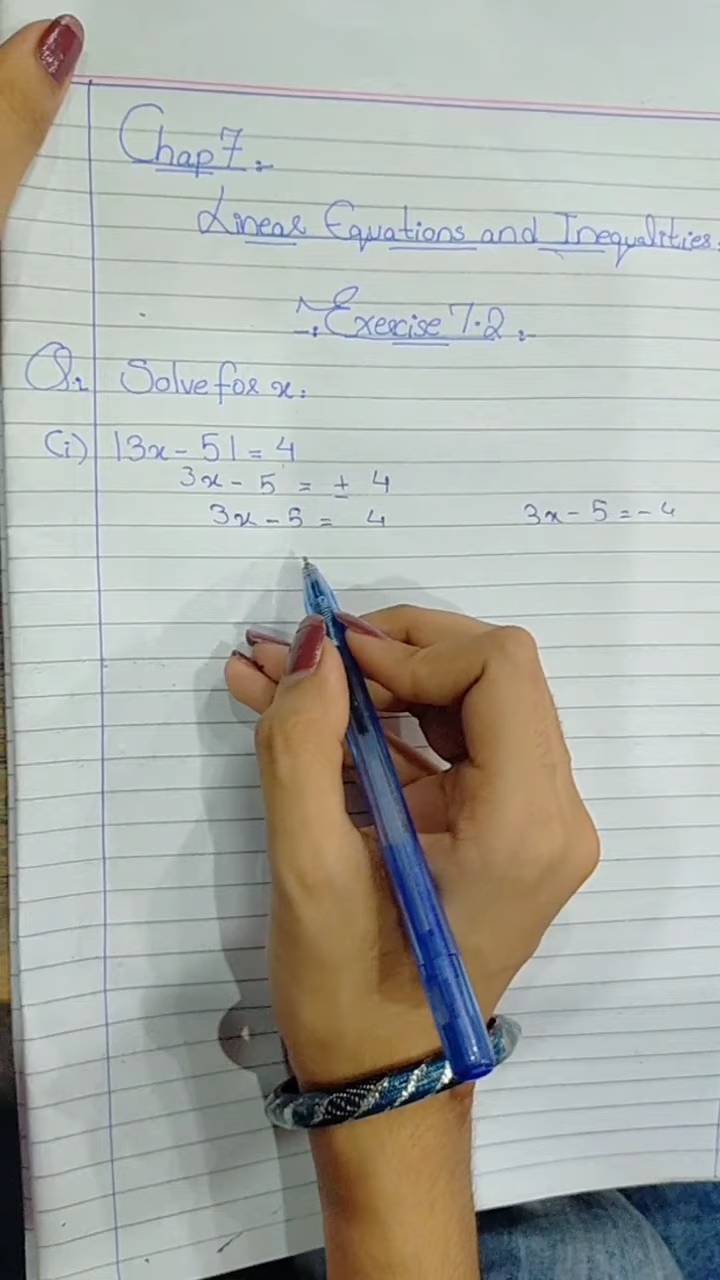 Chap 7.
Linear Equations and Inequalities.
Exercise 7.2.
Q2 Solve for x.
(i) |3x - 5| = 4
3x - 5 = ± 4
3x - 5 = 4 3x - 5 = - 4